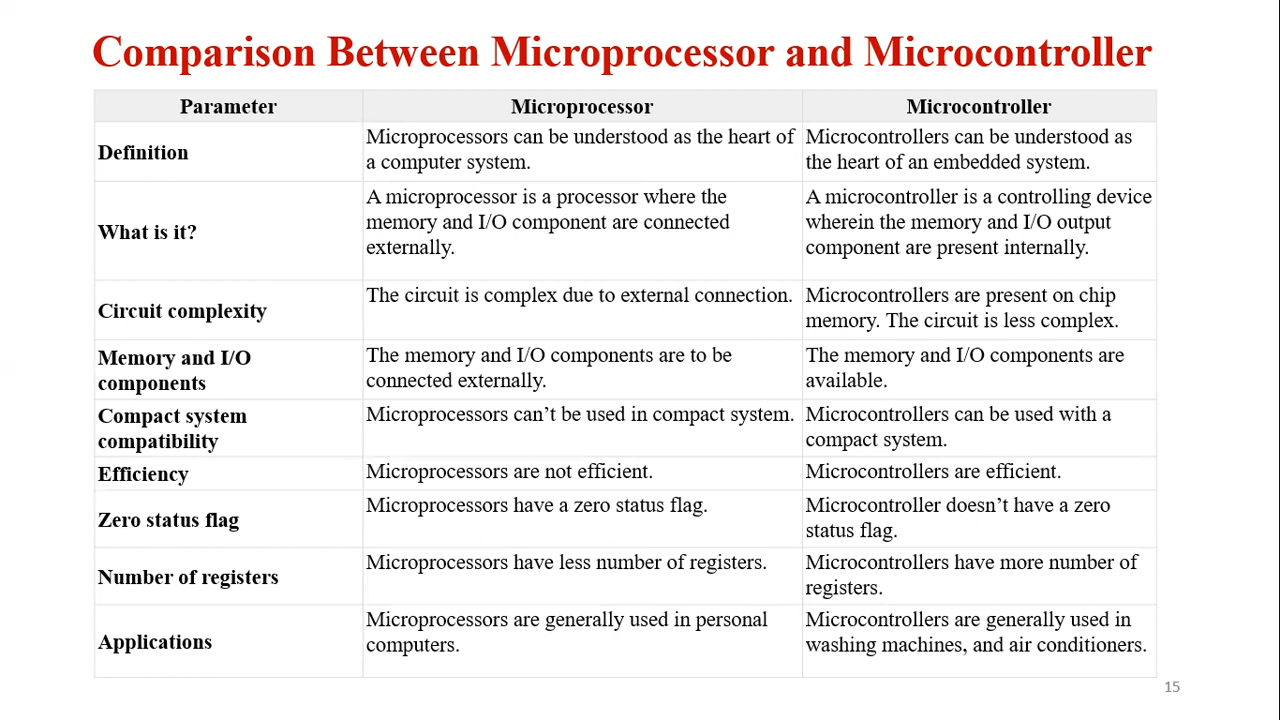 Comparison Between Microprocessor and Microcontroller
Parameter
Microprocessor
Microcontroller
Definition
Microprocessors can be understood as the heart of
a computer system.
Microcontrollers can be understood as
the heart of an embedded system.
What is it?
A microprocessor is a processor where the
memory and I/O component are connected
externally.
A microcontroller is a controlling device
wherein the memory and I/O output
component are present internally.
Circuit complexity
The circuit is complex due to external connection.
Microcontrollers are present on chip
memory. The circuit is less complex.
Memory and I/O
components
The memory and I/O components are to be
connected externally.
The memory and I/O components are
available.
Compact system
compatibility
Microprocessors can’t be used in compact system.
Microcontrollers can be used with a
compact system.
Efficiency
Microprocessors are not efficient.
Microcontrollers are efficient.
Zero status flag
Microprocessors have a zero status flag.
Microcontroller doesn’t have a zero
status flag.
Number of registers
Microprocessors have less number of registers.
Microcontrollers have more number of
registers.
Applications
Microprocessors are generally used in personal
computers.
Microcontrollers are generally used in
washing machines, and air conditioners.
15